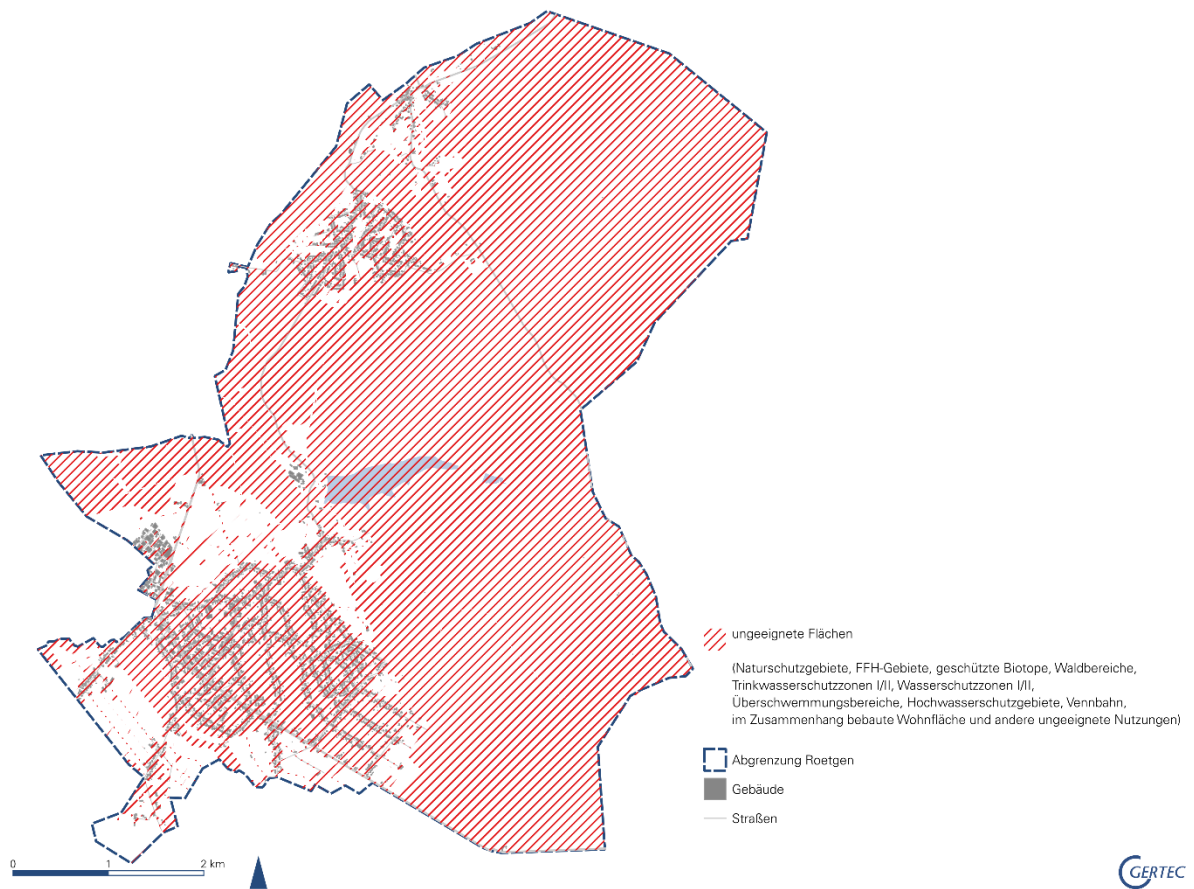 ungeeignete Flächen
(Naturschutzgebiete, FFH-Gebiete, geschützte Biotope, Waldbereiche,
Trinkwasserschutzzonen I/II, Wasserschutzzonen I/II,
Überschwemmungsbereiche, Hochwasserschutzgebiete, Vennbahn,
im Zusammenhang bebaute Wohnfläche und andere ungeeignete Nutzungen)
Abgrenzung Roetgen
Gebäude
Straßen
0 1 2 km
GERTEC